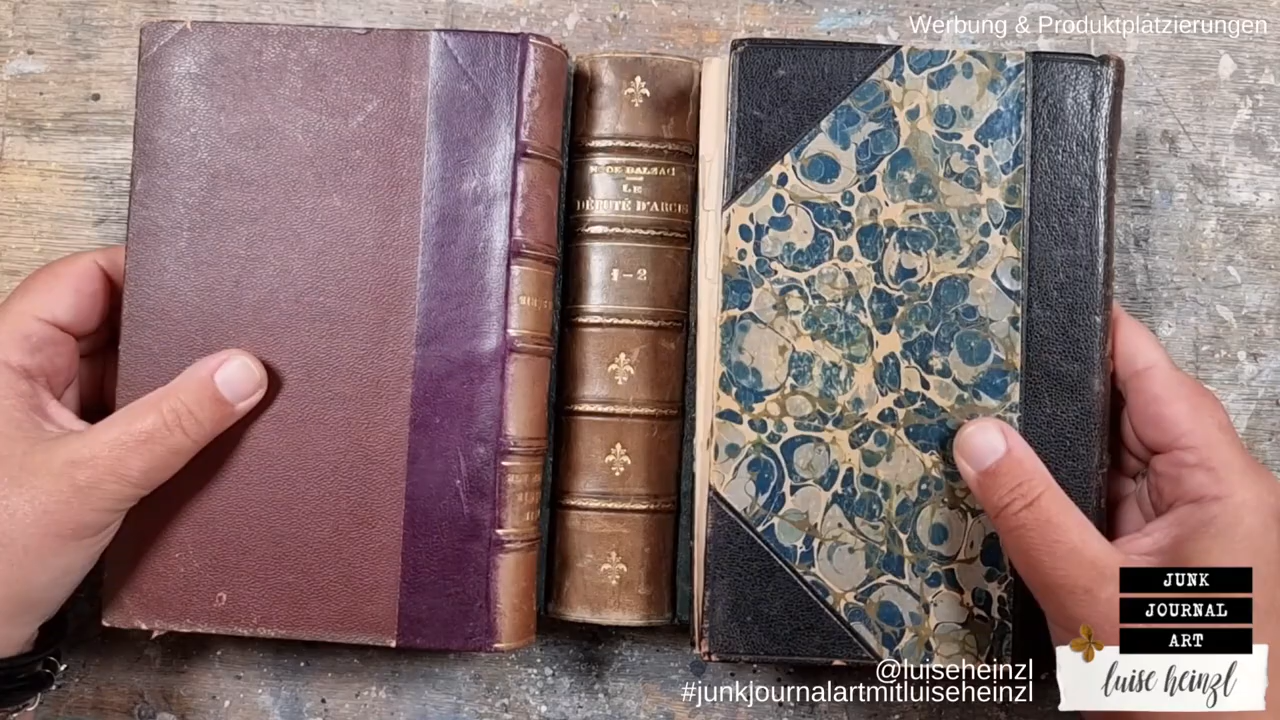 Werbung & Produktplatzierungen
H. DE BALZAC
LE
DÉPUTÉ D'ARCIS
1-2
@luiseheinzl
#junkjournalartmitluiseheinzl
JUNK
JOURNAL
ART
luise heinzl